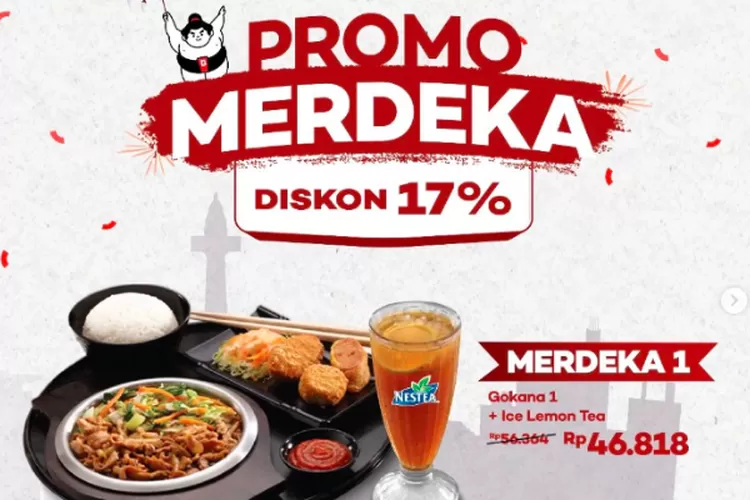 PROMO
MERDEKA
DISKON 17%
NESTEA
MERDEKA 1
Gokana 1
+ Ice Lemon Tea
Rp56.364 Rp46.818